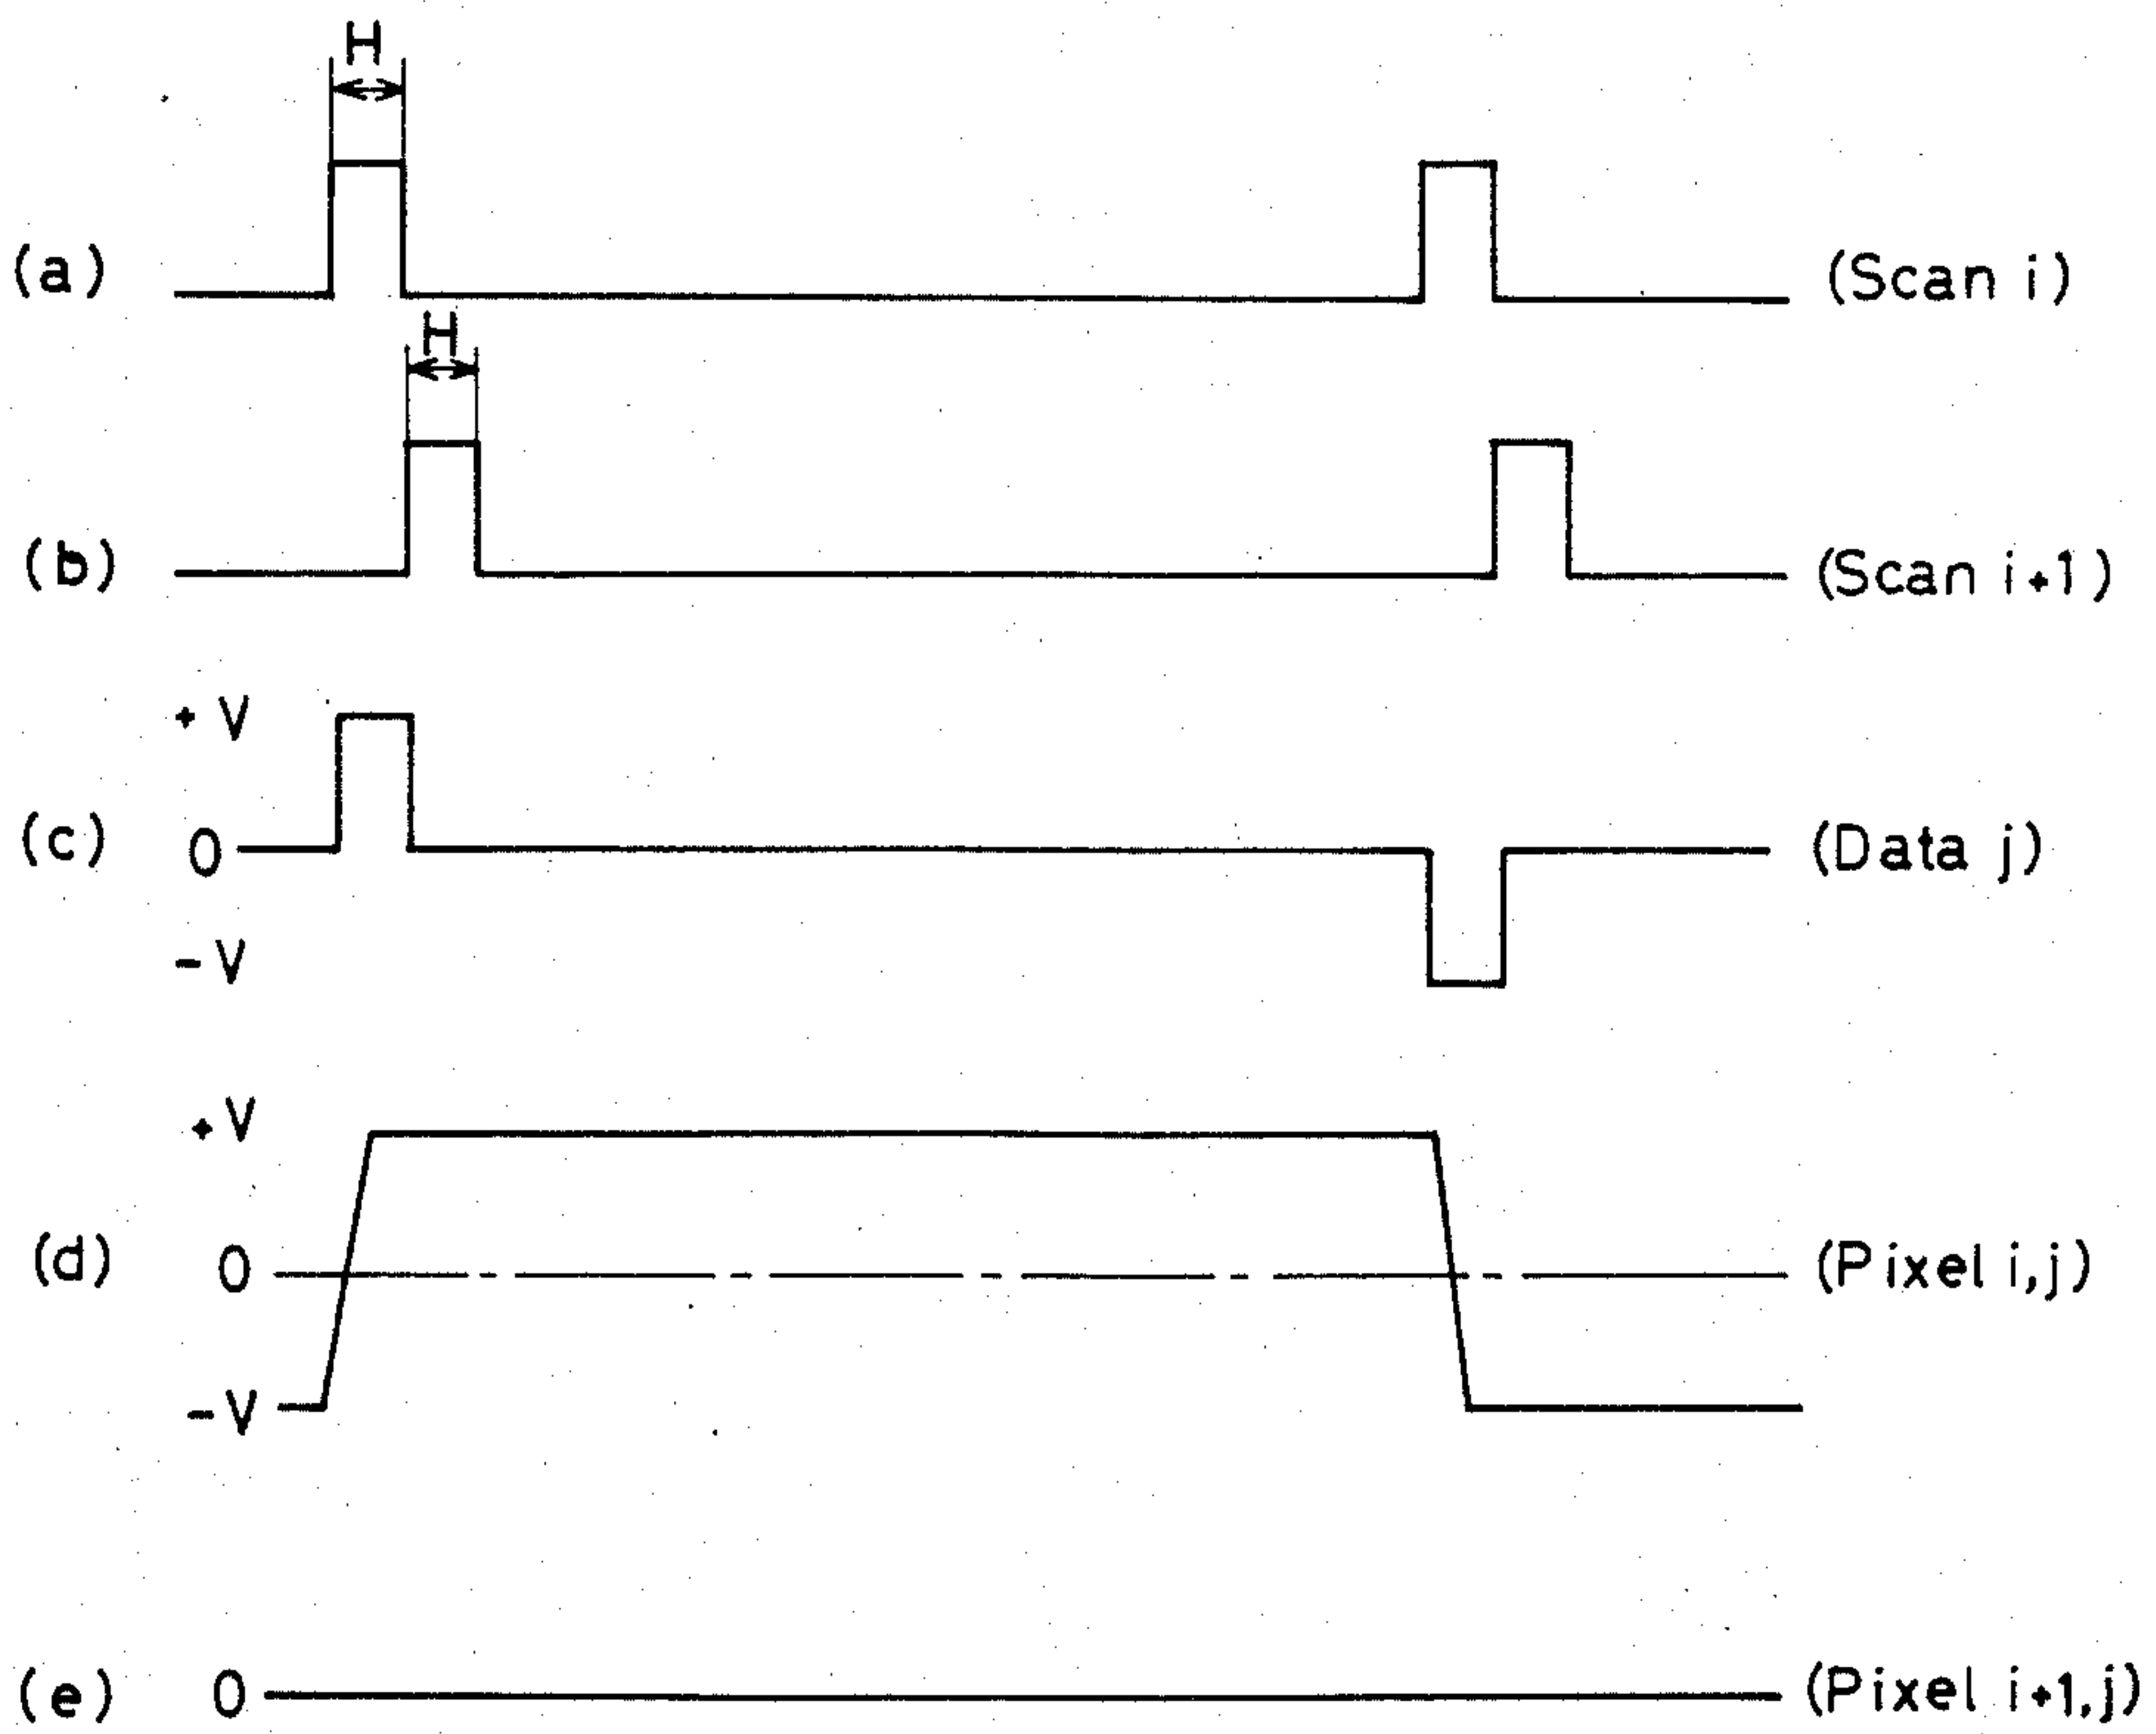 H
(a) (Scan i)
H
(b) (Scan i+1)
+V
(c) 0 (Data j)
-V
+V
(d) 0 (Pixel i,j)
-V
(e) 0 (Pixel i+1,j)